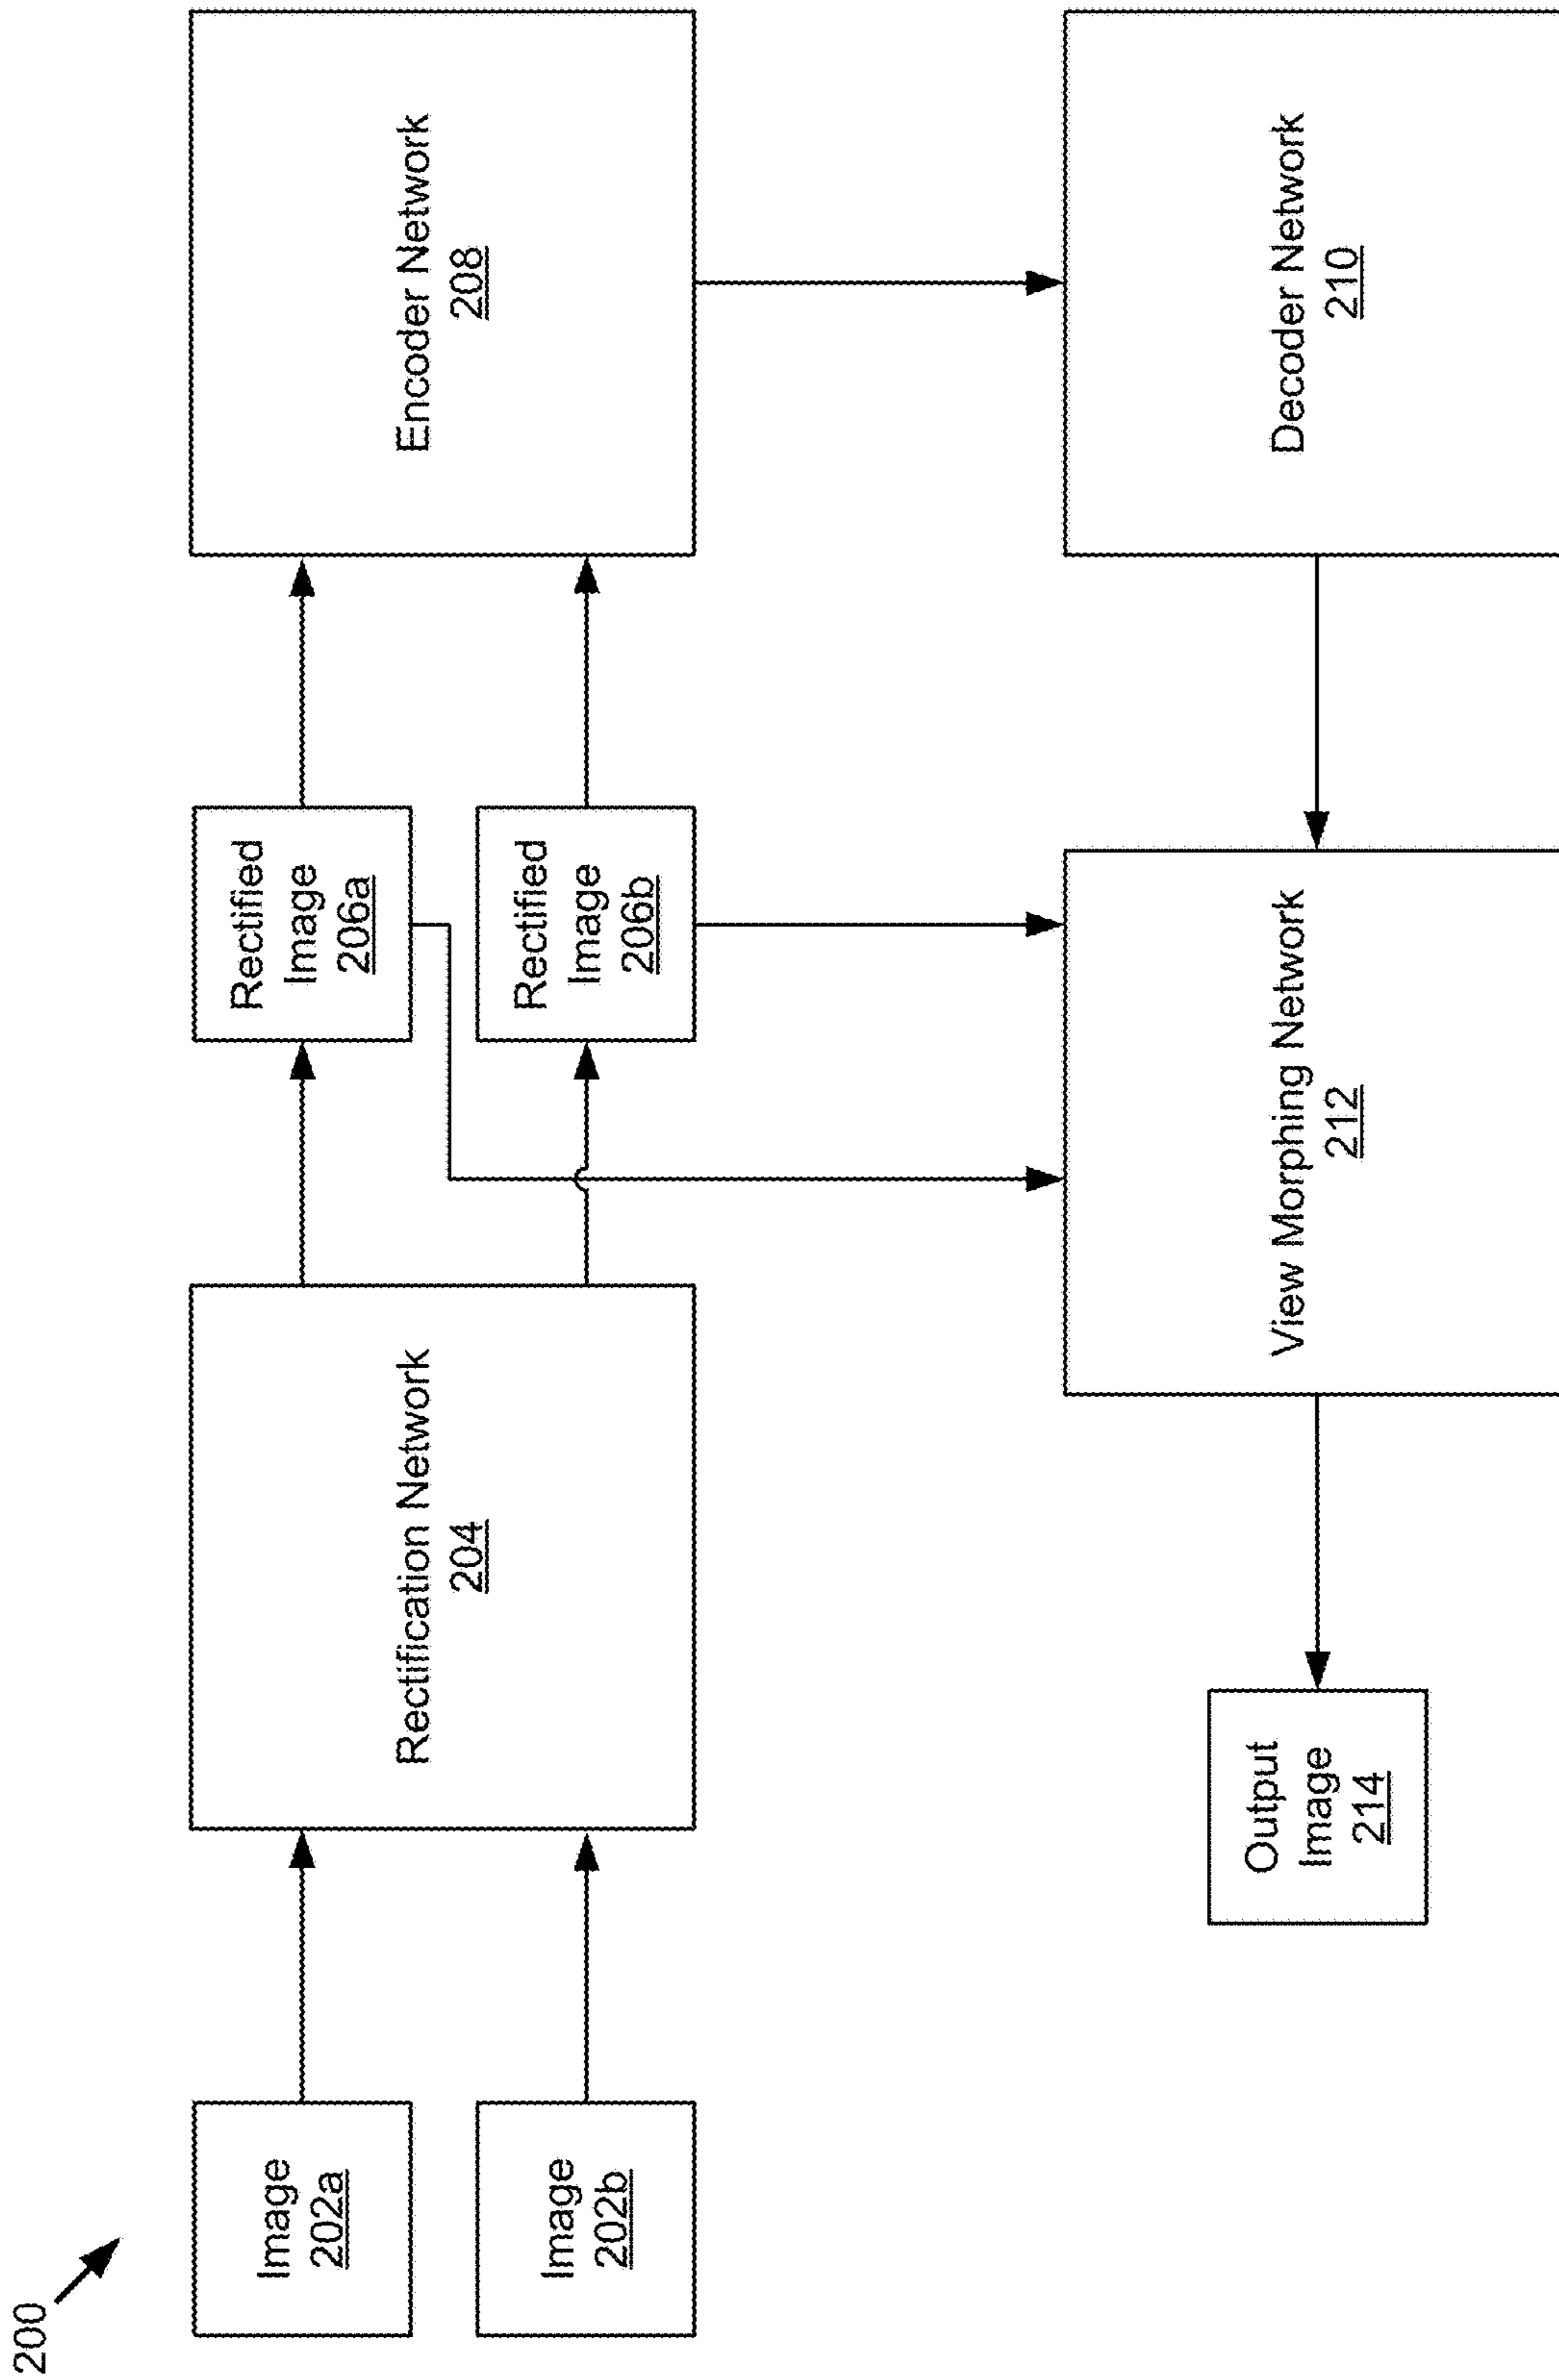 200
Image
202a
Image
202b
Rectification Network
204
Rectified
Image
206a
Rectified
Image
206b
Encoder Network
208
Output
Image
214
View Morphing Network
212
Decoder Network
210